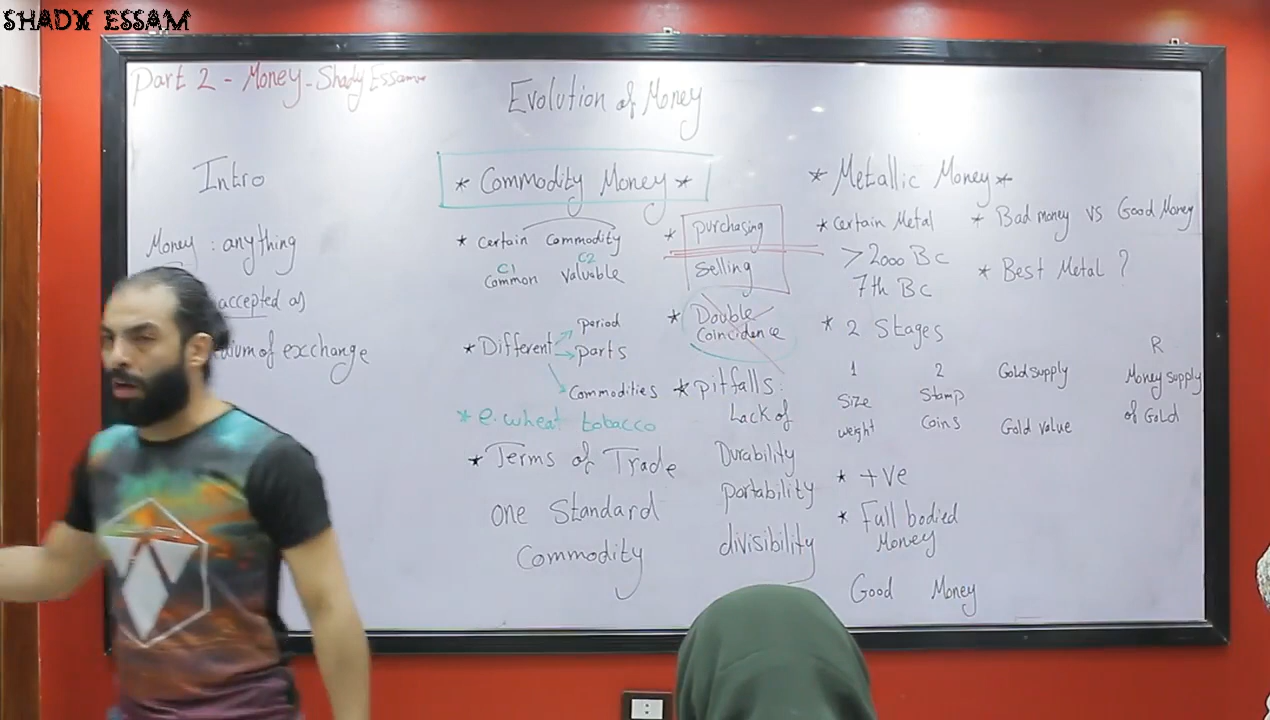 SHADY ESSAM
Part 2 - Money - Shady Essam
Evolution of Money
Intro
Money : anything
accepted as
dium of exchange
* Commodity Money *
* Certain Commodity
C1 C2
Common Valuable
* Different
period
parts
Commodities
* e. wheat tobacco
* Terms of Trade
one Standard
Commodity
* purchasing
selling
* Double
Coincidence
* pitfalls:
Lack of
Durability
portability
divisibility
* Metallic Money *
* Certain Metal
> 2000 BC
7th BC
* 2 Stages
1 2
Size Stamp
weight Coins
* +ve
* Full bodied
Money
Good Money
* Bad money vs Good Money
* Best Metal ?
Gold supply
Gold value
R
Money supply
of Gold